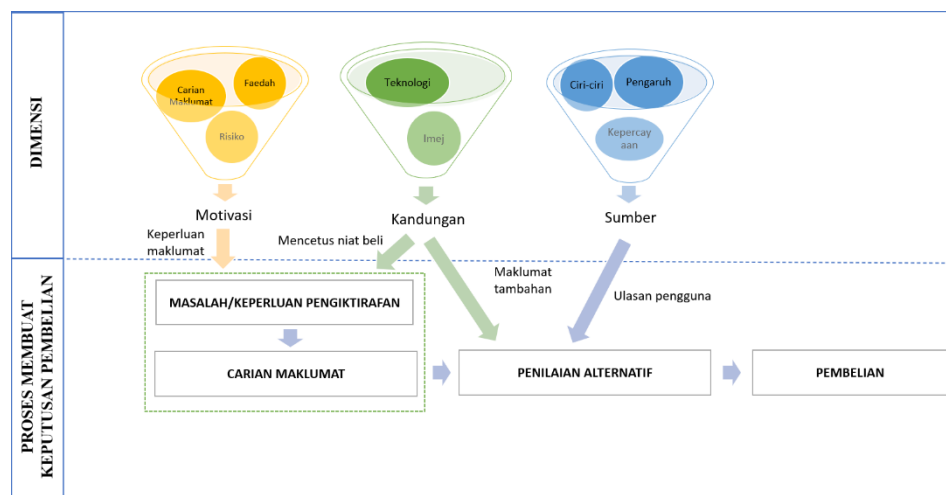 DIMENSI
Carian
Maklumat
Faedah
Risiko
Teknologi
Imej
Ciri-ciri
Pengaruh
Kepercay
aan
Motivasi
Kandungan
Sumber
Keperluan
maklumat
Mencetus niat beli
Maklumat
tambahan
Ulasan pengguna
PROSES MEMBUAT
KEPUTUSAN PEMBELIAN
MASALAH/KEPERLUAN PENGIKTIRAFAN
CARIAN MAKLUMAT
PENILAIAN ALTERNATIF
PEMBELIAN